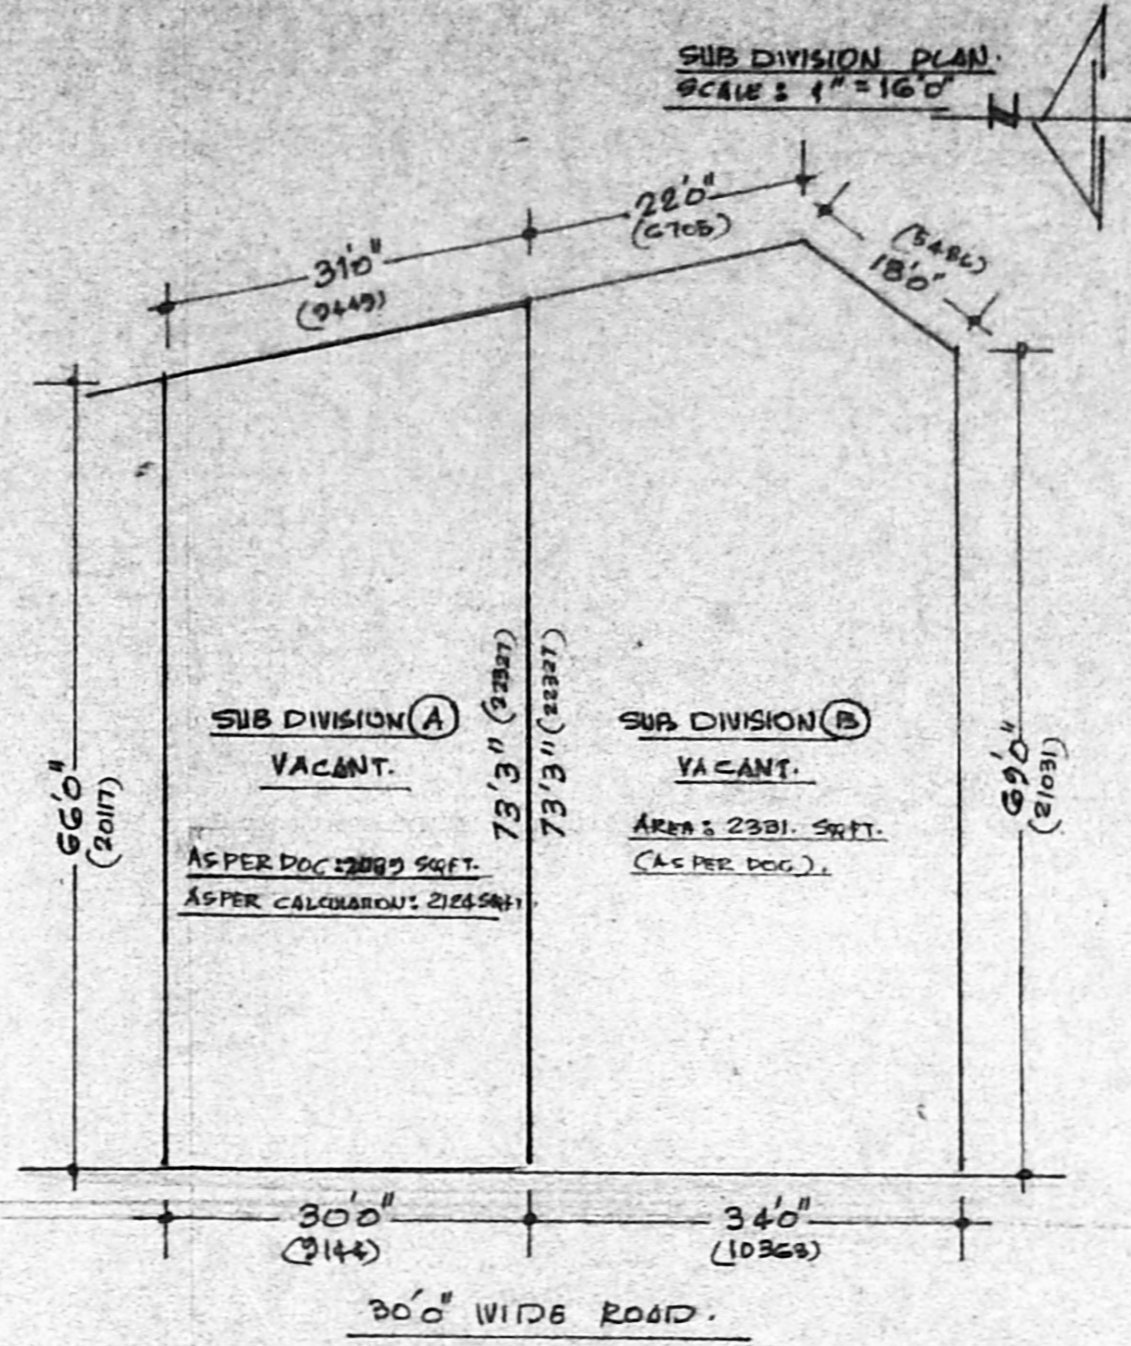 SUB DIVISION PLAN.
SCALE : 1" = 16'0"
N
22'0"
(6705)
(5486)
18'0"
31'0"
(9449)
66'0"
(20117)
73'3" (22327)
73'3" (22327)
69'0"
(21031)
SUB DIVISION (A)
VACANT.
AS PER DOC : SQFT.
AS PER CALCULATION: 2124 SQFT.
SUB DIVISION (B)
VACANT.
AREA : 2331. SQFT.
(AS PER DOC).
30'0"
(9144)
34'0"
(10363)
30'0" WIDE ROAD.